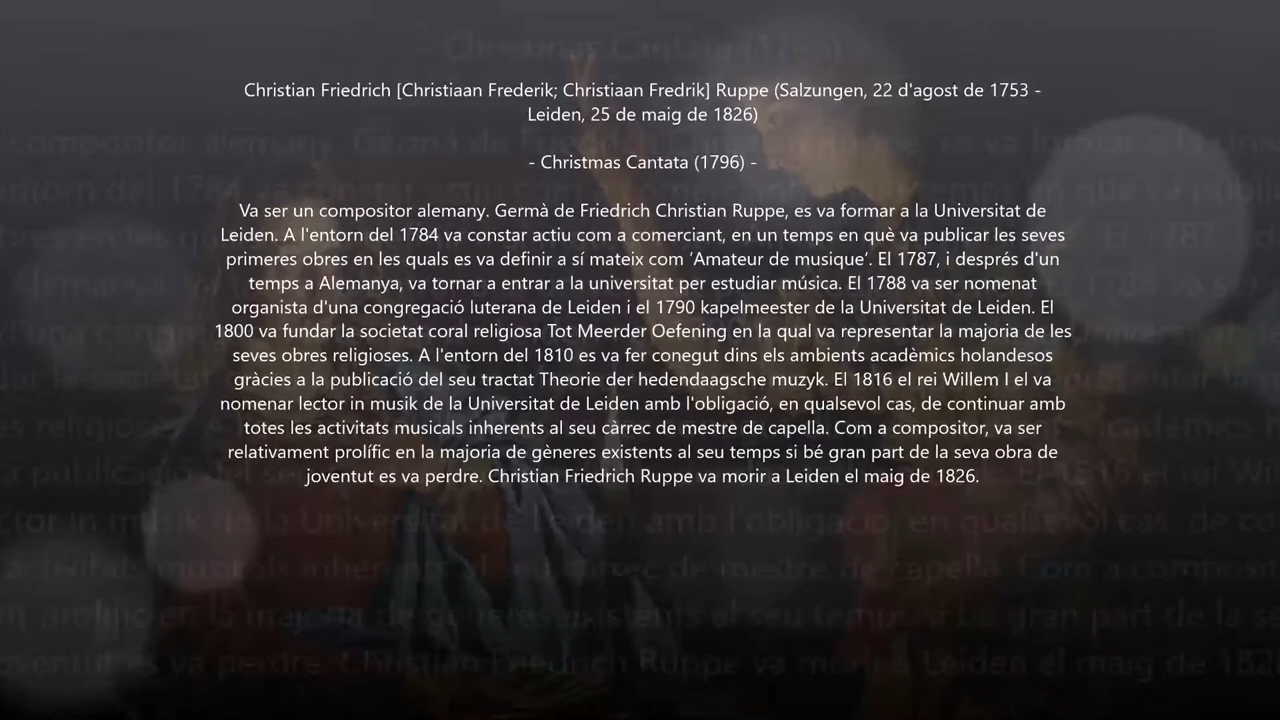 Christian Friedrich [Christiaan Frederik; Christiaan Fredrik] Ruppe (Salzungen, 22 d'agost de 1753 -
Leiden, 25 de maig de 1826)
- Christmas Cantata (1796) -
Va ser un compositor alemany. Germà de Friedrich Christian Ruppe, es va formar a la Universitat de
Leiden. A l'entorn del 1784 va constar actiu com a comerciant, en un temps en què va publicar les seves
primeres obres en les quals es va definir a sí mateix com ‘Amateur de musique’. El 1787, i després d'un
temps a Alemanya, va tornar a entrar a la universitat per estudiar música. El 1788 va ser nomenat
organista d'una congregació luterana de Leiden i el 1790 kapelmeester de la Universitat de Leiden. El
1800 va fundar la societat coral religiosa Tot Meerder Oefening en la qual va representar la majoria de les
seves obres religioses. A l'entorn del 1810 es va fer conegut dins els ambients acadèmics holandesos
gràcies a la publicació del seu tractat Theorie der hedendaagsche muzyk. El 1816 el rei Willem I el va
nomenar lector in musik de la Universitat de Leiden amb l'obligació, en qualsevol cas, de continuar amb
totes les activitats musicals inherents al seu càrrec de mestre de capella. Com a compositor, va ser
relativament prolífic en la majoria de gèneres existents al seu temps si bé gran part de la seva obra de
joventut es va perdre. Christian Friedrich Ruppe va morir a Leiden el maig de 1826.